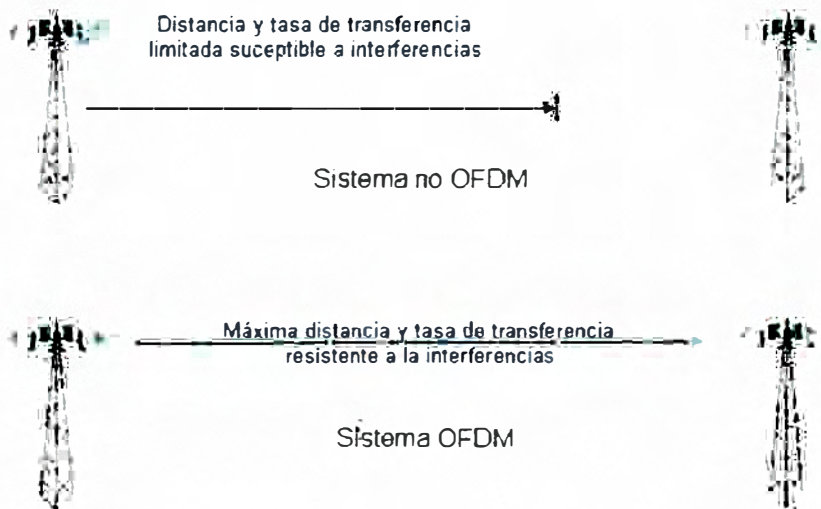 Distancia y tasa de transferencia
limitada suceptible a interferencias
Sistema no OFDM
Máxima distancia y tasa de transferencia
resistente a la interferencias
Sistema OFDM